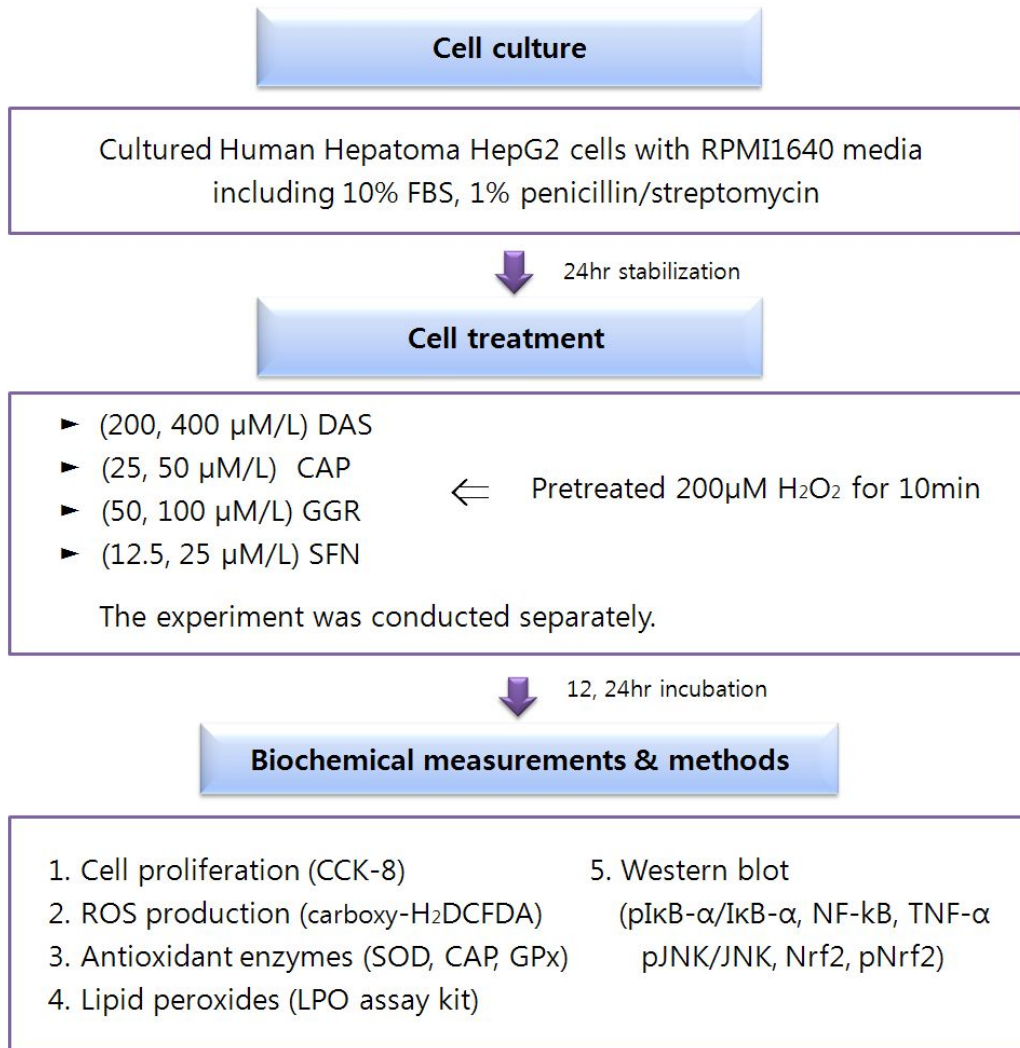 Cell culture
Cultured Human Hepatoma HepG2 cells with RPMI1640 media
including 10% FBS, 1% penicillin/streptomycin
24hr stabilization
Cell treatment
► (200, 400 μM/L) DAS
► (25, 50 μM/L) CAP
► (50, 100 μM/L) GGR
► (12.5, 25 μM/L) SFN
⇐ Pretreated 200μM H₂O₂ for 10min
The experiment was conducted separately.
12, 24hr incubation
Biochemical measurements & methods
1. Cell proliferation (CCK-8)
2. ROS production (carboxy-H₂DCFDA)
3. Antioxidant enzymes (SOD, CAP, GPx)
4. Lipid peroxides (LPO assay kit)
5. Western blot
(pIκB-α/IκB-α, NF-kB, TNF-α
pJNK/JNK, Nrf2, pNrf2)